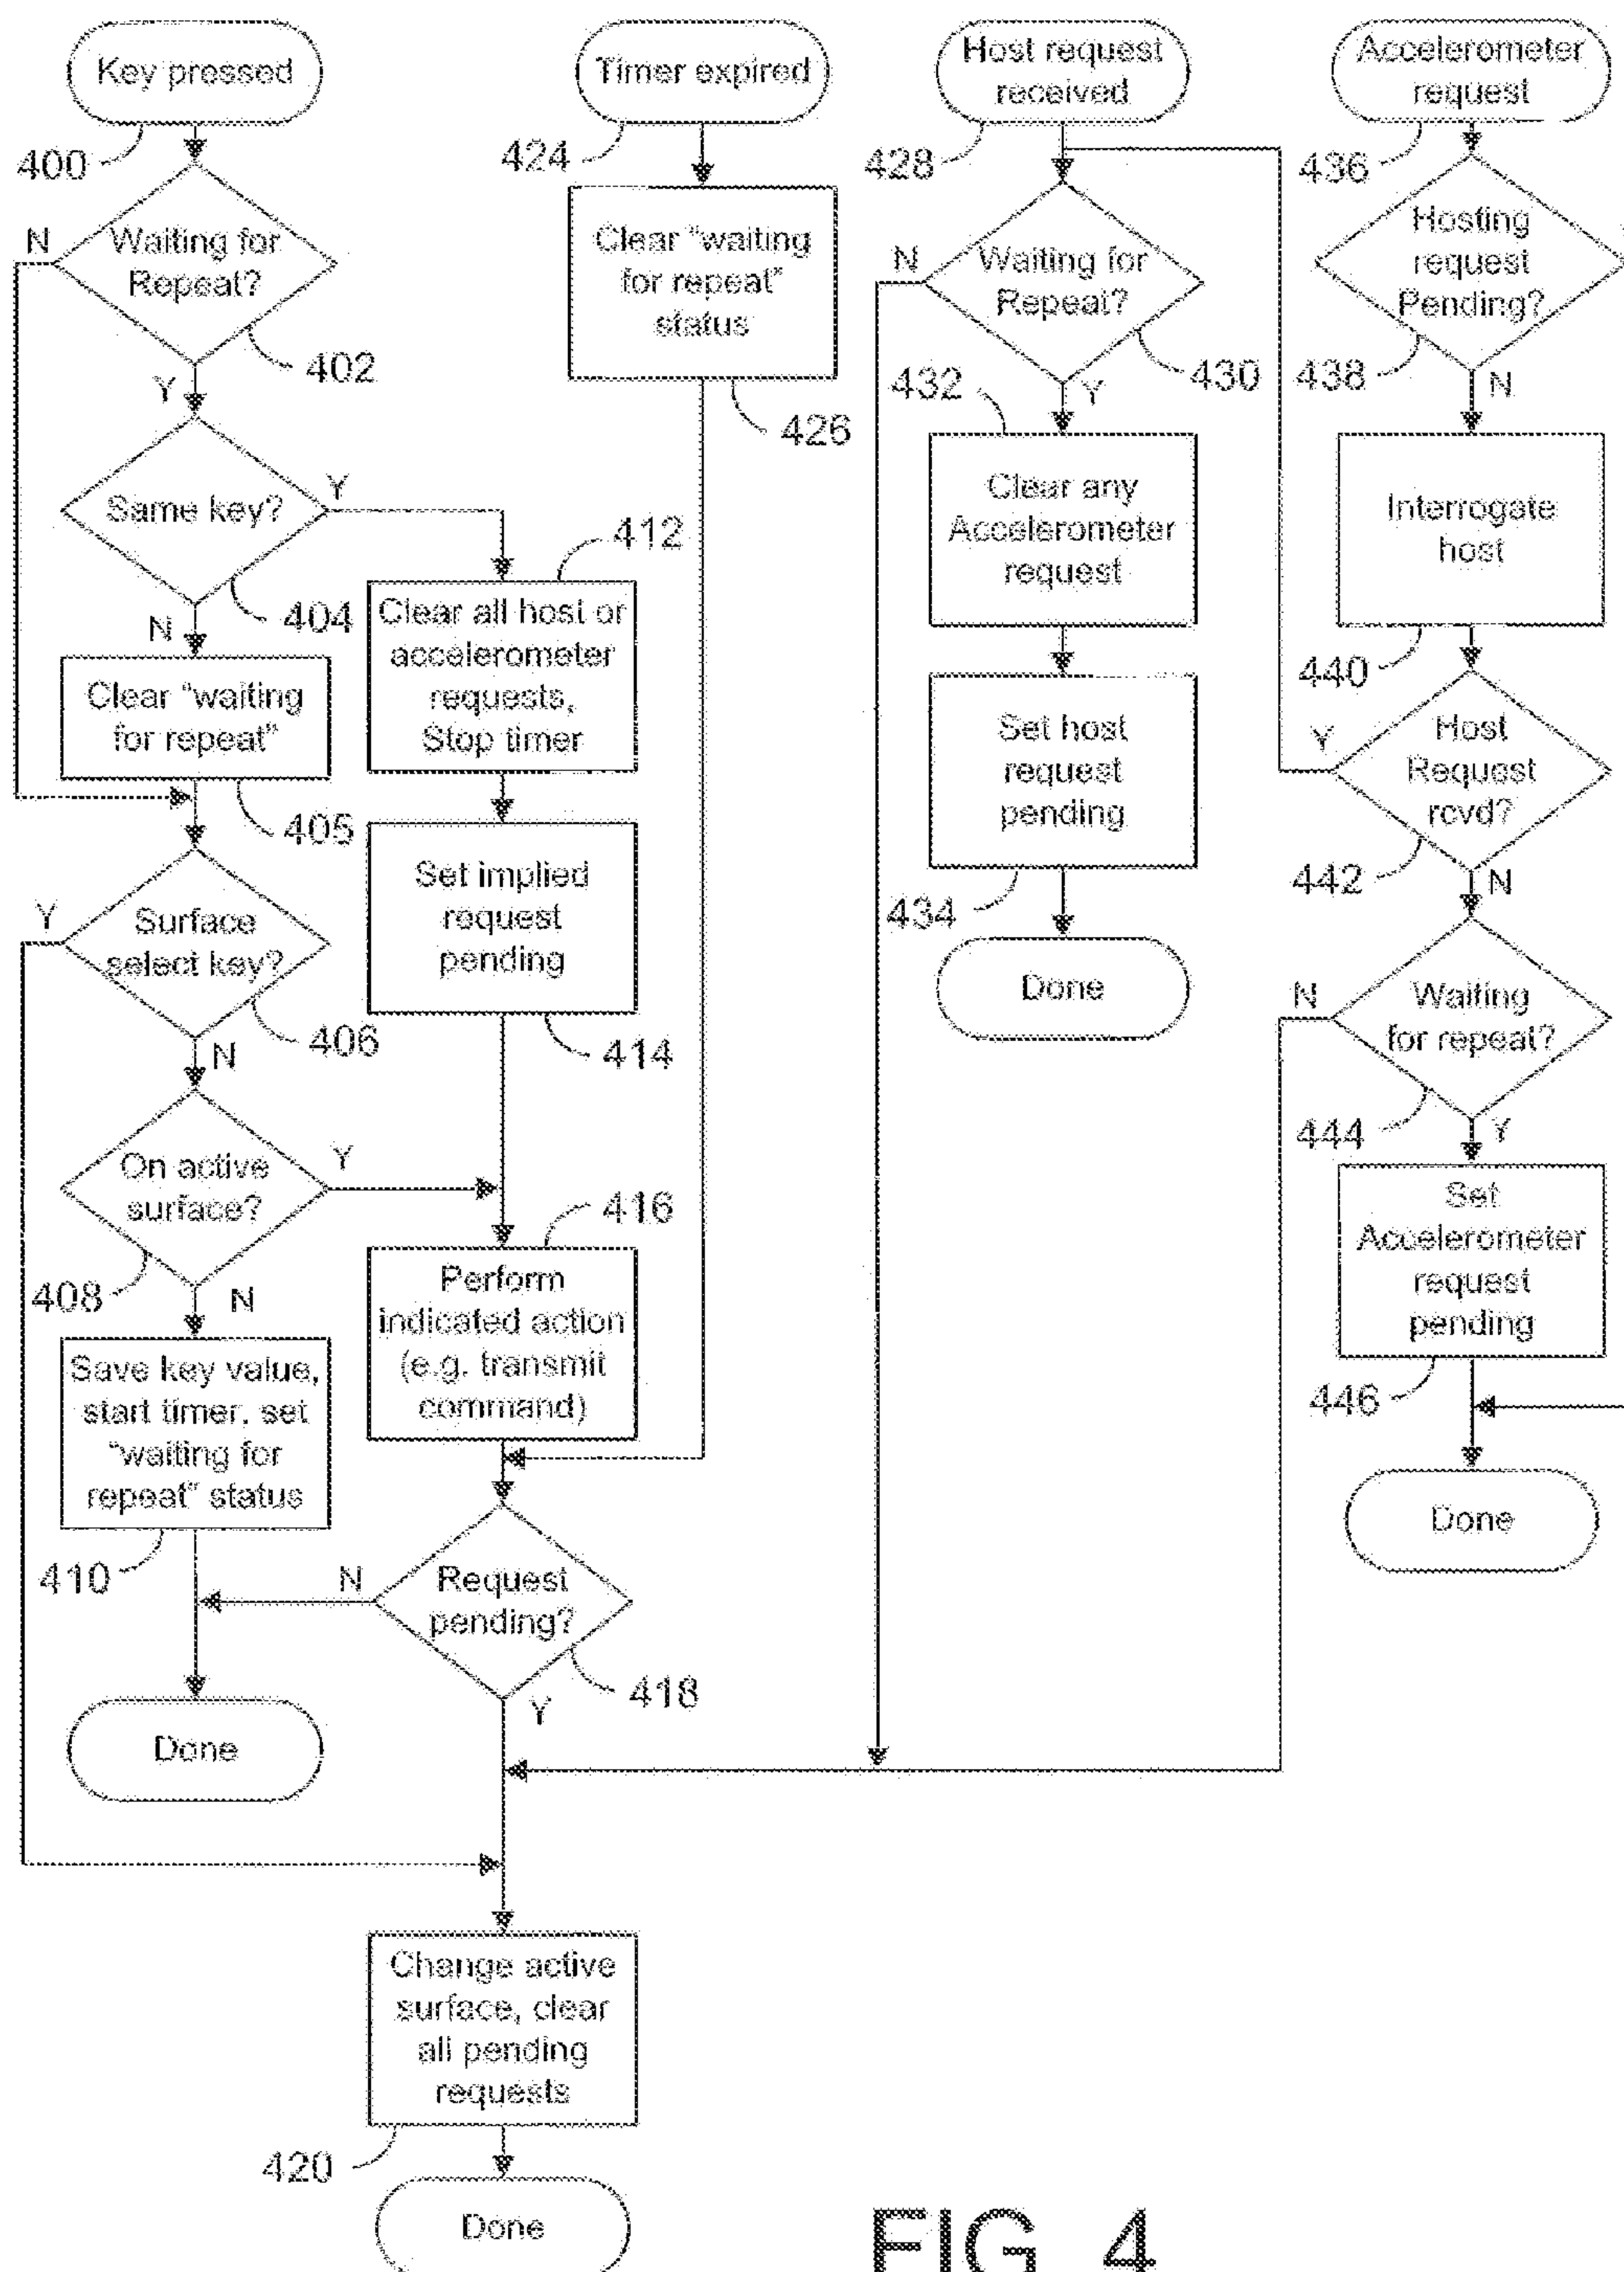 Key pressed
400
N
Waiting for
Repeat?
402
Y
Same key?
Y
404
N
Clear "waiting
for repeat"
405
Y
Surface
select key?
406
N
On active
surface?
Y
408
N
Save key value,
start timer, set
"waiting for
repeat" status
410
Done
412
Clear all host or
accelerometer
requests,
Stop timer
Set implied
request
pending
414
416
Perform
indicated action
(e.g. transmit
command)
N
Request
pending?
418
Y
Change active
surface, clear
all pending
requests
420
Done
Timer expired
424
Clear "waiting
for repeat"
status
426
Host request
received
428
N
Waiting for
Repeat?
430
Y
432
Clear any
Accelerometer
request
Set host
request
pending
434
Done
Accelerometer
request
436
Hosting
request
Pending?
438
N
Interrogate
host
440
Y
Host
Request
rcvd?
442
N
N
Waiting
for repeat?
444
Y
Set
Accelerometer
request
pending
446
Done
FIG. 4